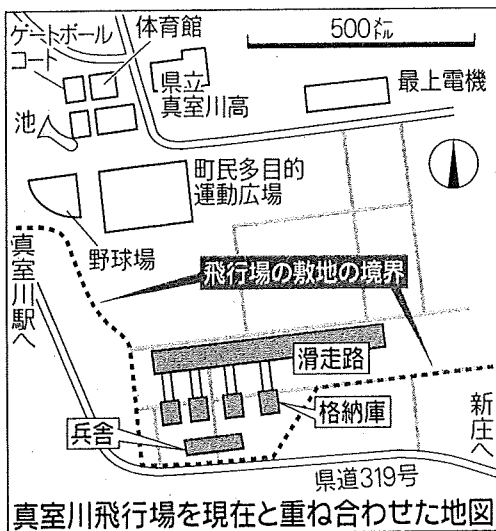 ゲートボール
コート
体育館
500メートル
県立
真室川高
最上電機
池
町民多目的
運動広場
野球場
真室川駅へ
飛行場の敷地の境界
滑走路
格納庫
兵舎
新庄へ
県道319号
真室川飛行場を現在と重ね合わせた地図